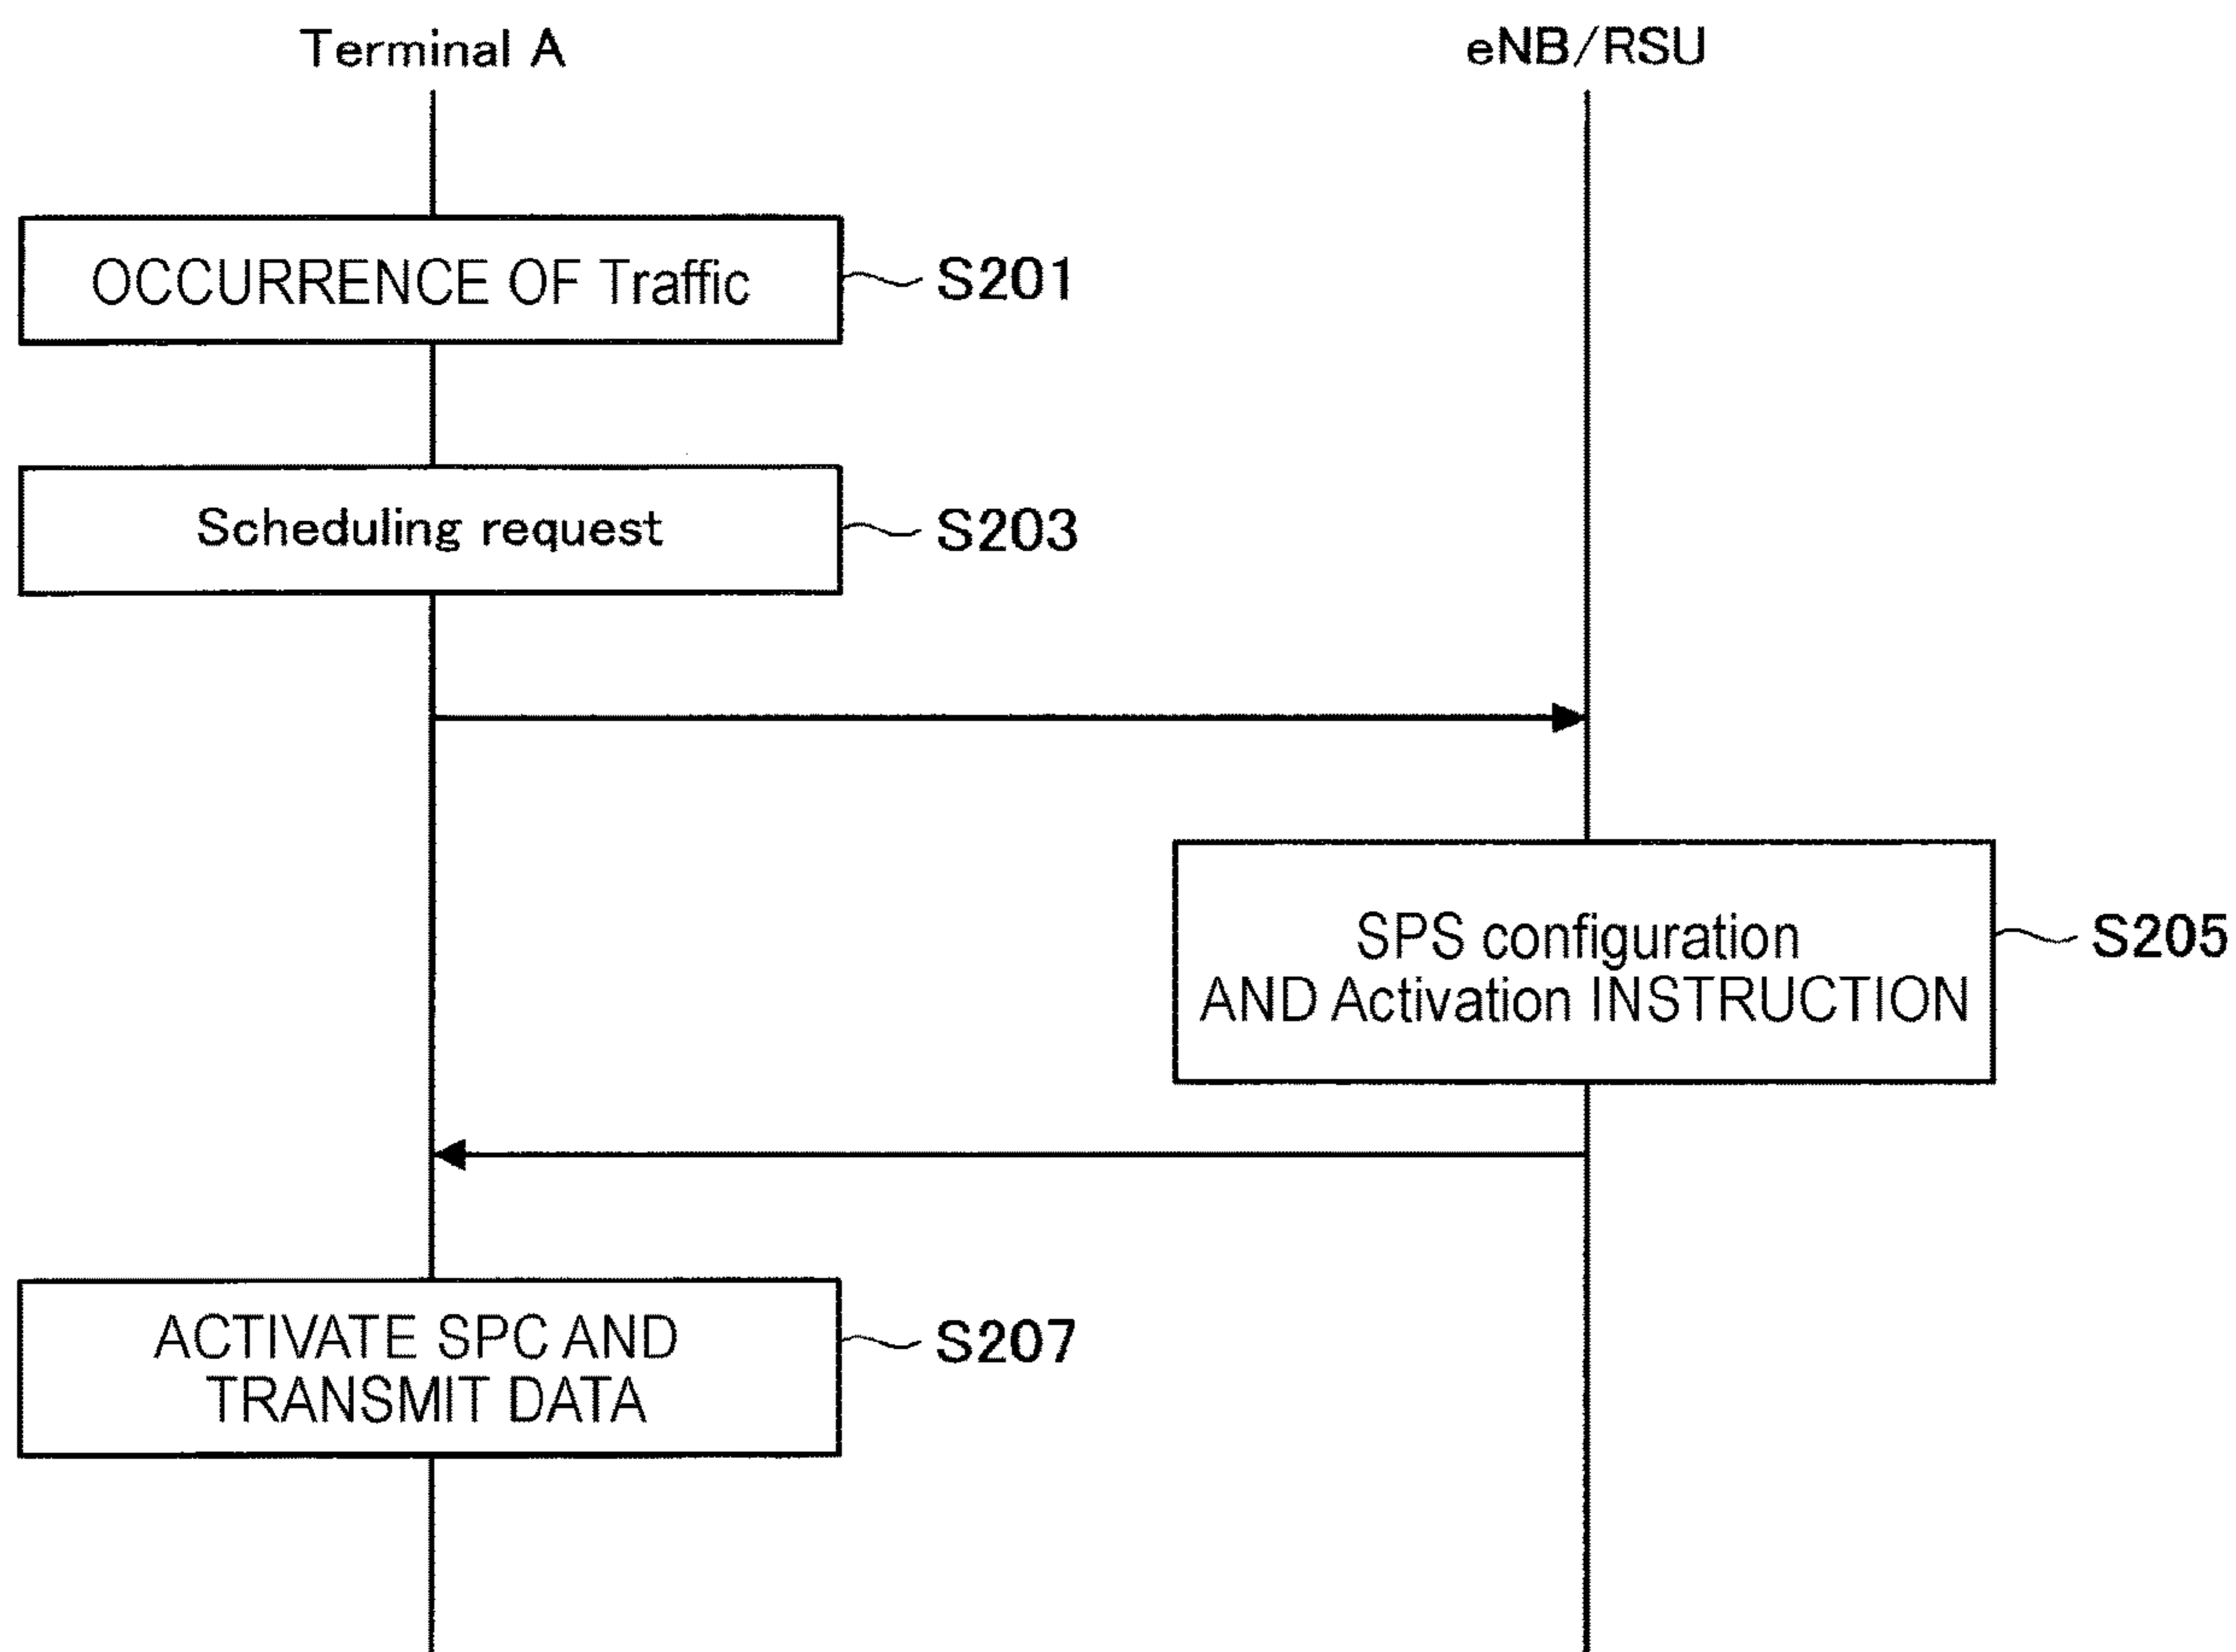 Terminal A
eNB/RSU
OCCURRENCE OF Traffic
S201
Scheduling request
S203
SPS configuration
AND Activation INSTRUCTION
S205
ACTIVATE SPC AND
TRANSMIT DATA
S207